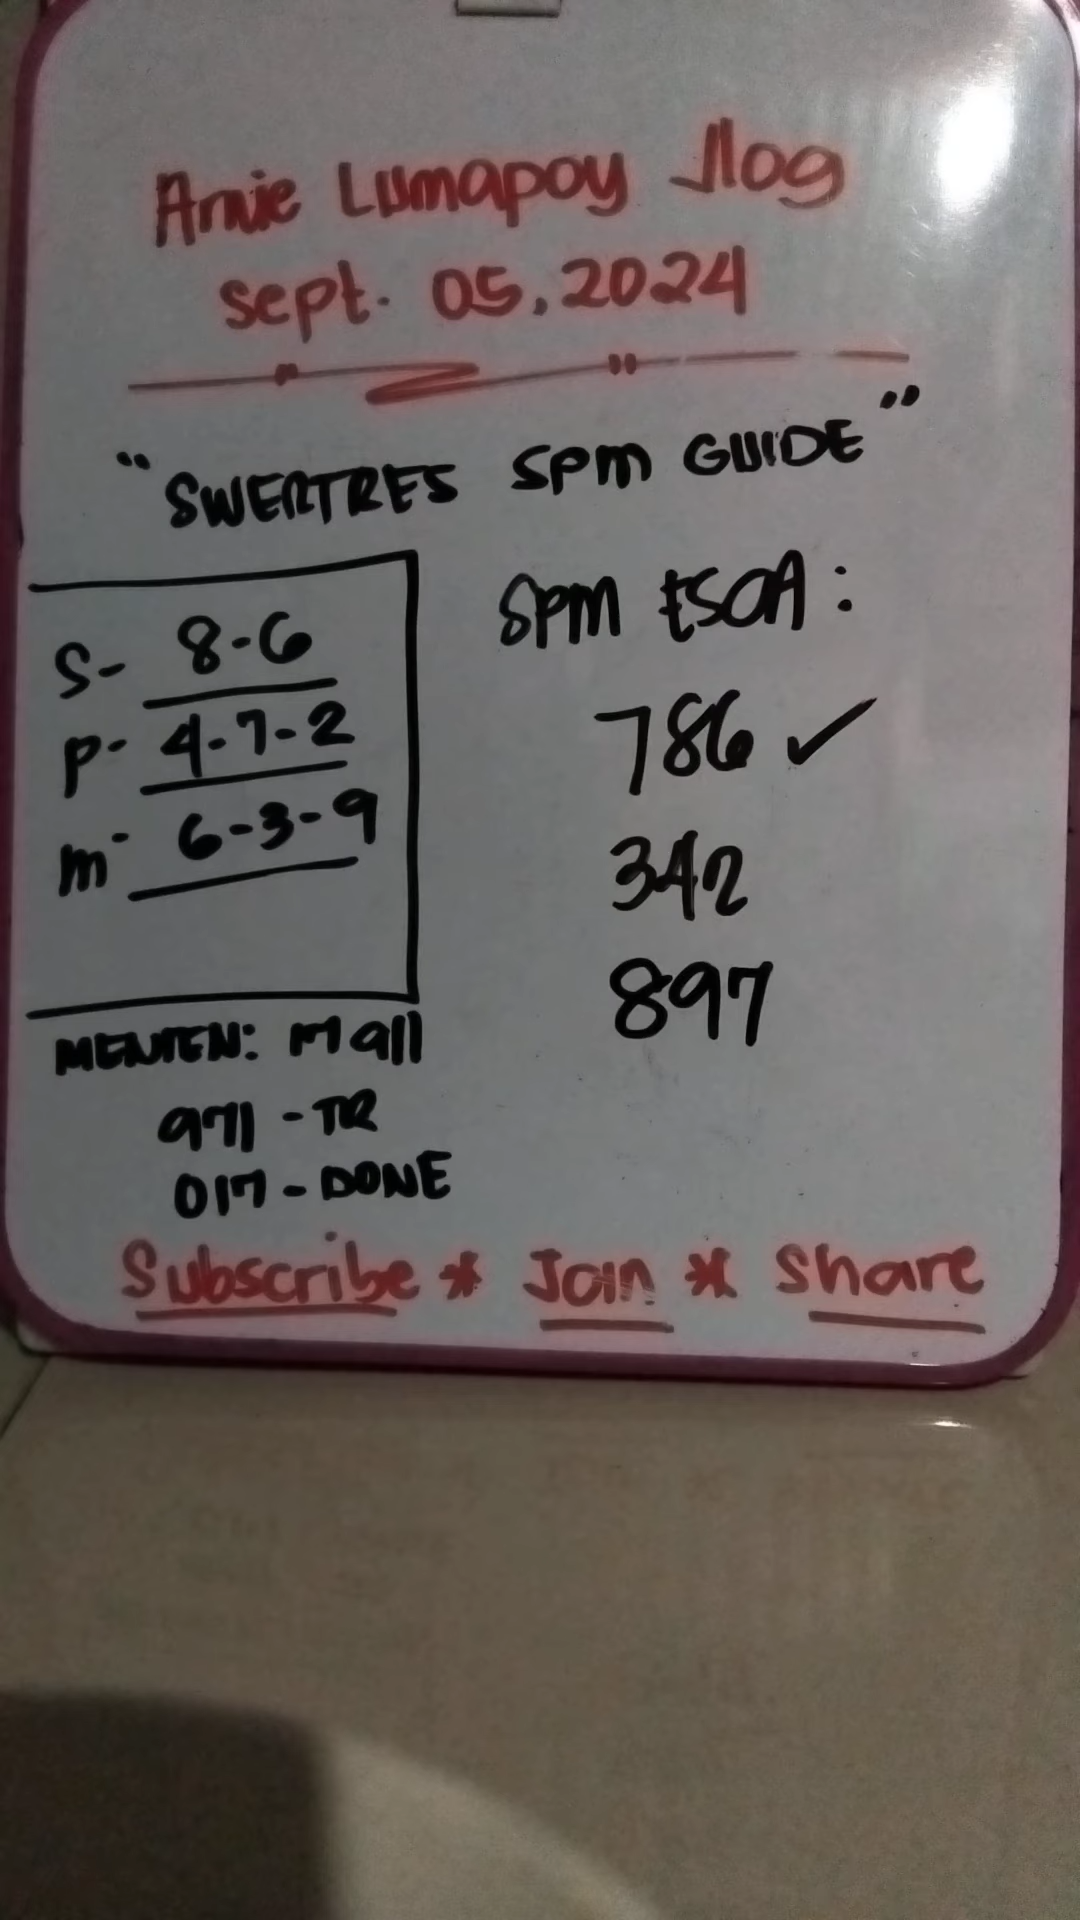 Arnie Lumapoy Vlog
Sept. 05, 2024
"SWERTRES 5pm GUIDE"
S- 8-6
P- 4-7-2
m- 6-3-9
5pm ESOA:
786 ✓
342
897
MENTEN: M911
971 - TR
017 - DONE
Subscribe * Join * Share